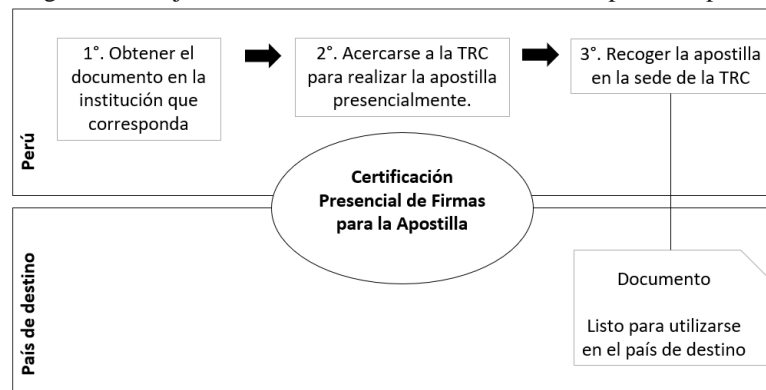 1°. Obtener el
documento en la
institución que
corresponda
2°. Acercarse a la TRC
para realizar la apostilla
presencialmente.
3°. Recoger la apostilla
en la sede de la TRC
Perú
Certificación
Presencial de Firmas
para la Apostilla
País de destino
Documento
Listo para utilizarse
en el país de destino